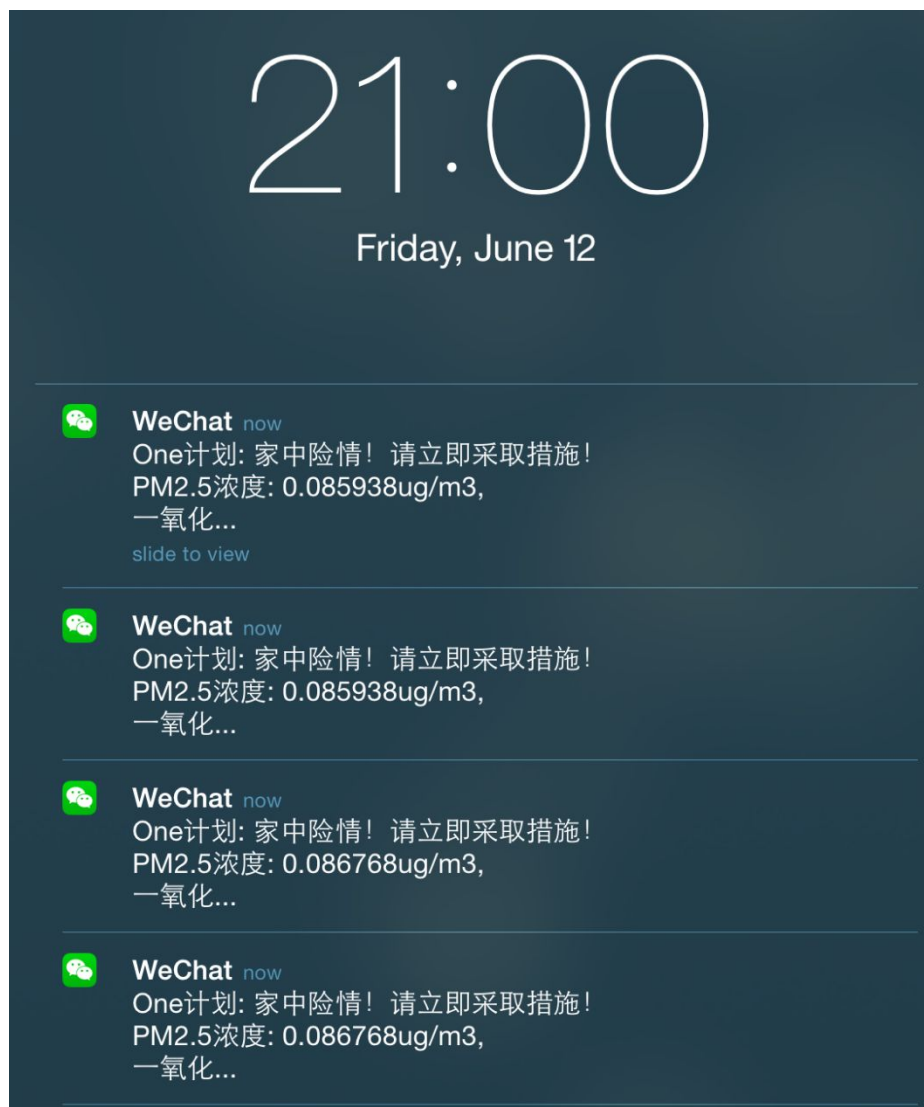 21:00
Friday, June 12
WeChat now
One计划: 家中险情！请立即采取措施！
PM2.5浓度: 0.085938ug/m3,
一氧化...
slide to view
WeChat now
One计划: 家中险情！请立即采取措施！
PM2.5浓度: 0.085938ug/m3,
一氧化...
WeChat now
One计划: 家中险情！请立即采取措施！
PM2.5浓度: 0.086768ug/m3,
一氧化...
WeChat now
One计划: 家中险情！请立即采取措施！
PM2.5浓度: 0.086768ug/m3,
一氧化...